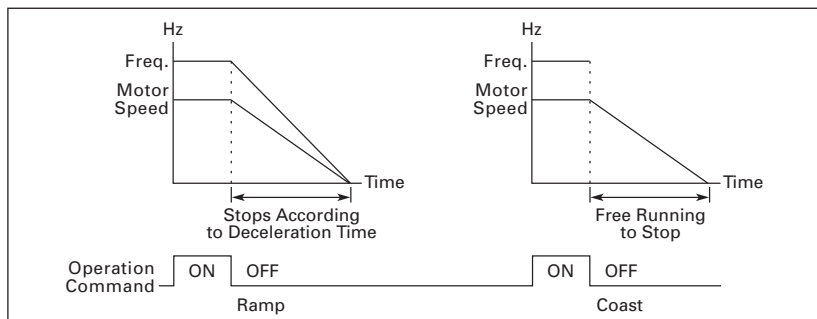 Hz
Freq.
Motor
Speed
Time
Stops According
to Deceleration Time
Hz
Freq.
Motor
Speed
Time
Free Running
to Stop
Operation
Command
ON
OFF
Ramp
ON
OFF
Coast